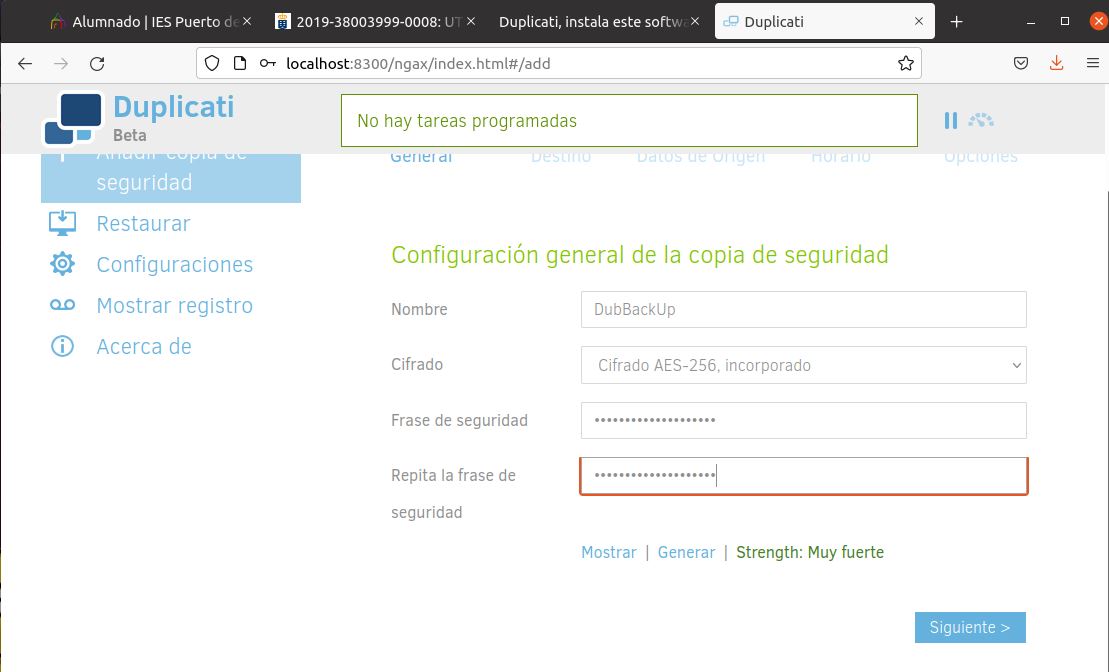 Alumnado | IES Puerto de
2019-38003999-0008: UT
Duplicati, instala este softwa
Duplicati
localhost:8300/ngax/index.html#/add
Duplicati
Beta
No hay tareas programadas
Añadir copia de
seguridad
Restaurar
Configuraciones
Mostrar registro
Acerca de
General
Destino
Datos de Origen
Horario
Opciones
Configuración general de la copia de seguridad
Nombre
DubBackUp
Cifrado
Cifrado AES-256, incorporado
Frase de seguridad
••••••••••••••••••••
Repita la frase de
seguridad
••••••••••••••••••••
Mostrar | Generar | Strength: Muy fuerte
Siguiente >